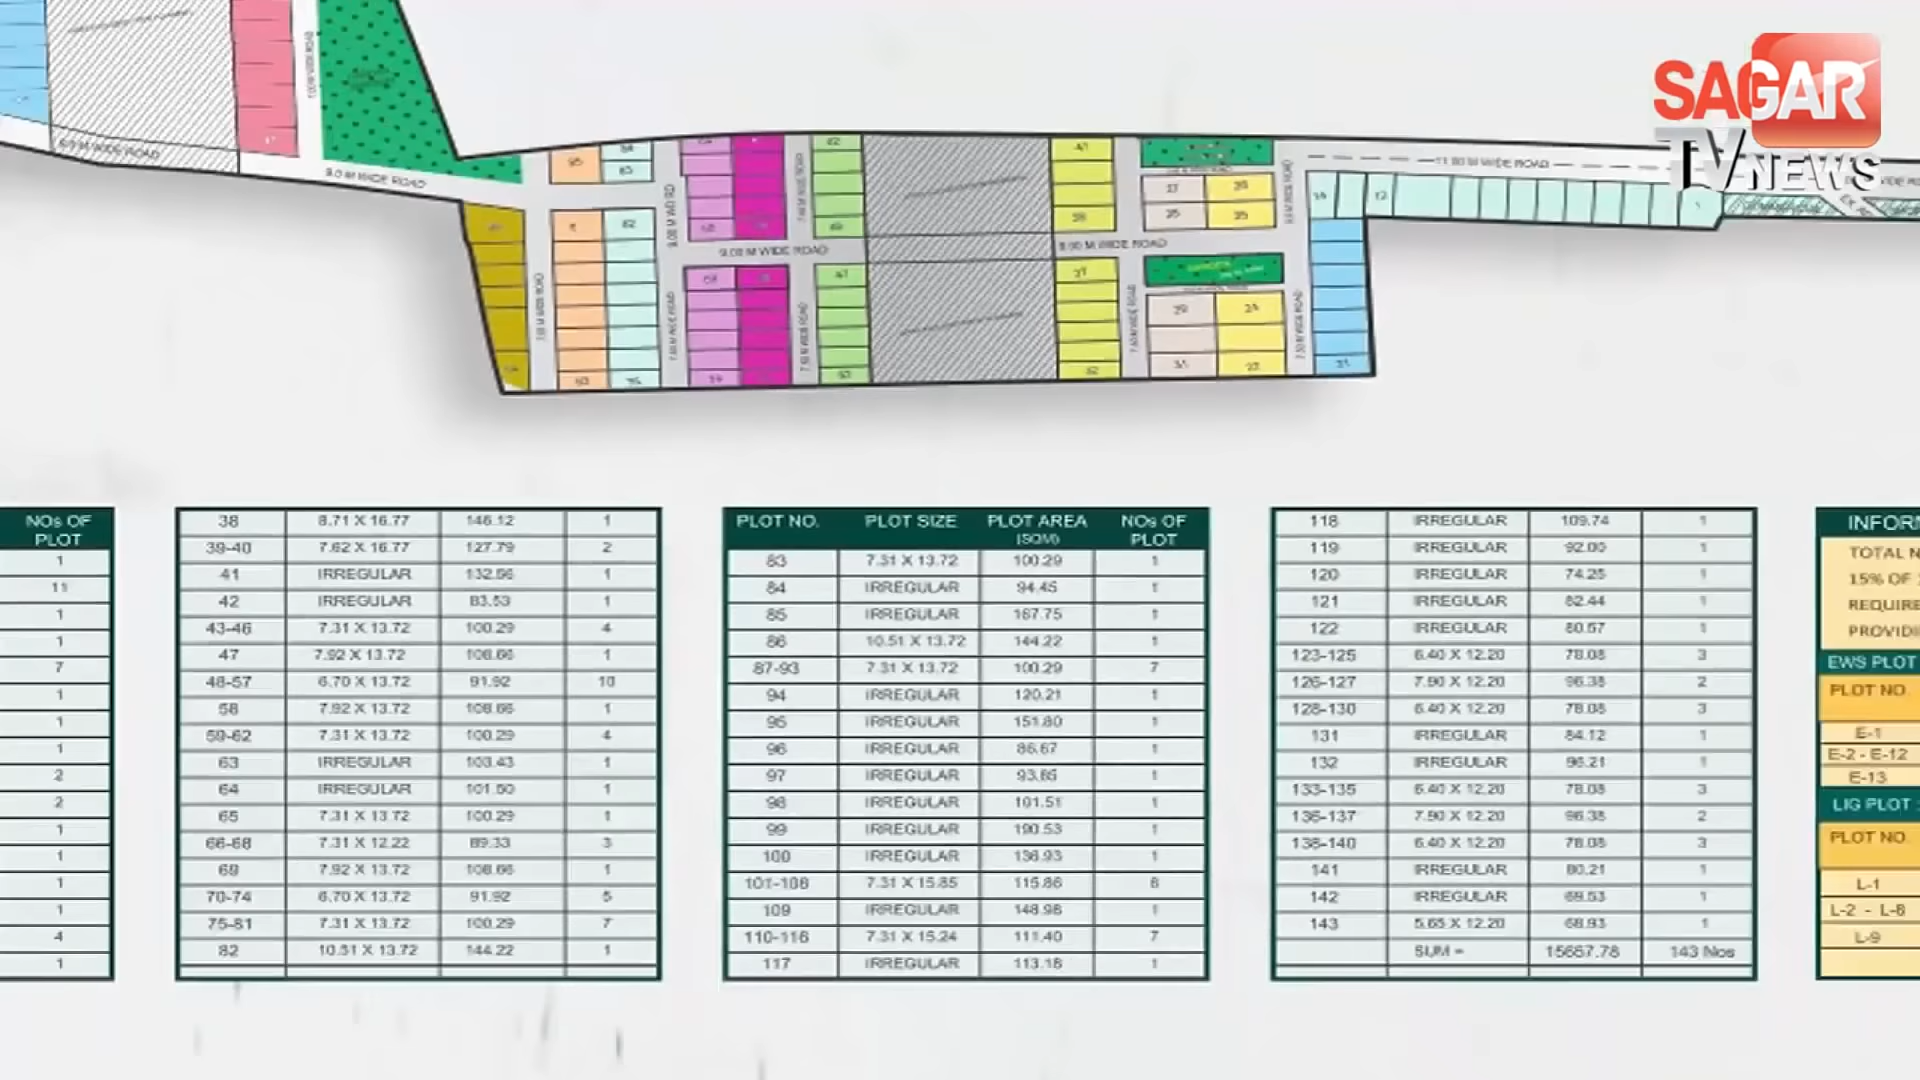 SAGAR
TV NEWS
9.0 M WIDE ROAD
9.0 M WIDE ROAD
9.00 M WIDE ROAD
9.00 M WIDE ROAD
NOs OF PLOT
1
11
1
1
7
1
1
1
2
2
1
1
1
1
4
1
38 8.71 X 16.77 146.12 1
39-40 7.62 X 16.77 127.79 2
41 IRREGULAR 132.56 1
42 IRREGULAR 83.53 1
43-46 7.31 X 13.72 100.29 4
47 7.92 X 13.72 108.66 1
48-57 6.70 X 13.72 91.92 10
58 7.92 X 13.72 108.66 1
59-62 7.31 X 13.72 100.29 4
63 IRREGULAR 103.43 1
64 IRREGULAR 101.50 1
65 7.31 X 13.72 100.29 1
66-68 7.31 X 12.22 89.33 3
69 7.92 X 13.72 108.66 1
70-74 6.70 X 13.72 91.92 5
75-81 7.31 X 13.72 100.29 7
82 10.51 X 13.72 144.22 1
PLOT NO. PLOT SIZE PLOT AREA (SQM) NOs OF PLOT
83 7.31 X 13.72 100.29 1
84 IRREGULAR 94.45 1
85 IRREGULAR 167.75 1
86 10.51 X 13.72 144.22 1
87-93 7.31 X 13.72 100.29 7
94 IRREGULAR 120.21 1
95 IRREGULAR 151.80 1
96 IRREGULAR 86.67 1
97 IRREGULAR 93.85 1
98 IRREGULAR 101.51 1
99 IRREGULAR 190.53 1
100 IRREGULAR 136.93 1
101-108 7.31 X 15.85 115.86 8
109 IRREGULAR 148.98 1
110-116 7.31 X 15.24 111.40 7
117 IRREGULAR 113.18 1
118 IRREGULAR 109.74 1
119 IRREGULAR 92.00 1
120 IRREGULAR 74.25 1
121 IRREGULAR 82.44 1
122 IRREGULAR 80.67 1
123-125 6.40 X 12.20 78.08 3
126-127 7.90 X 12.20 96.38 2
128-130 6.40 X 12.20 78.08 3
131 IRREGULAR 84.12 1
132 IRREGULAR 96.21 1
133-135 6.40 X 12.20 78.08 3
136-137 7.90 X 12.20 96.38 2
138-140 6.40 X 12.20 78.08 3
141 IRREGULAR 80.21 1
142 IRREGULAR 69.53 1
143 5.65 X 12.20 68.93 1
SUM = 15657.78 143 Nos
INFORM
TOTAL N
15% OF
REQUIRE
PROVIDI
EWS PLOT
PLOT NO.
E-1
E-2 - E-12
E-13
LIG PLOT
PLOT NO.
L-1
L-2 - L-8
L-9